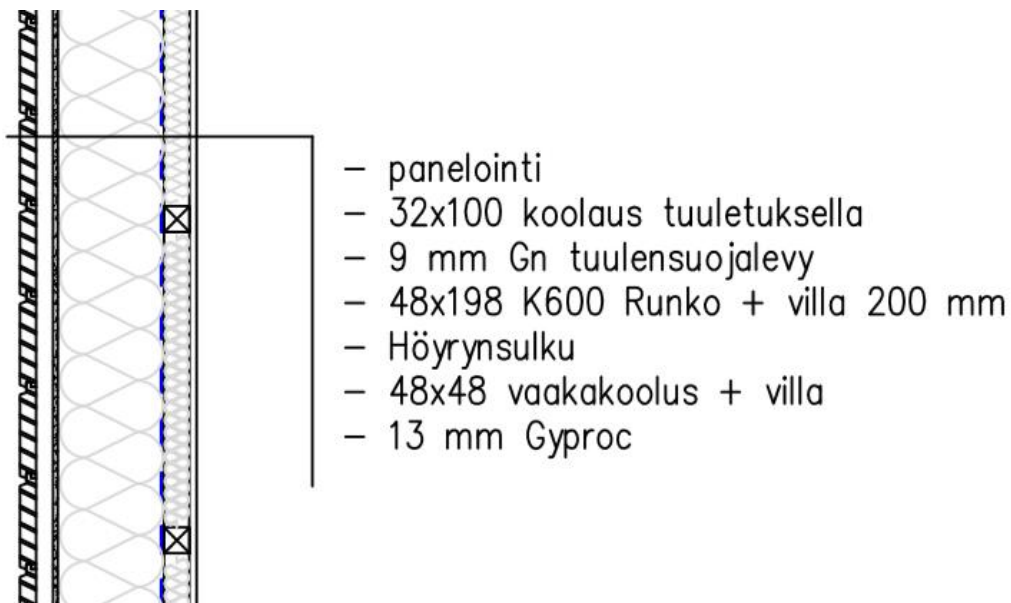 – panelointi
– 32x100 koolaus tuuletuksella
– 9 mm Gn tuulensuojalevy
– 48x198 K600 Runko + villa 200 mm
– Höyrynsulku
– 48x48 vaakakoolus + villa
– 13 mm Gyproc